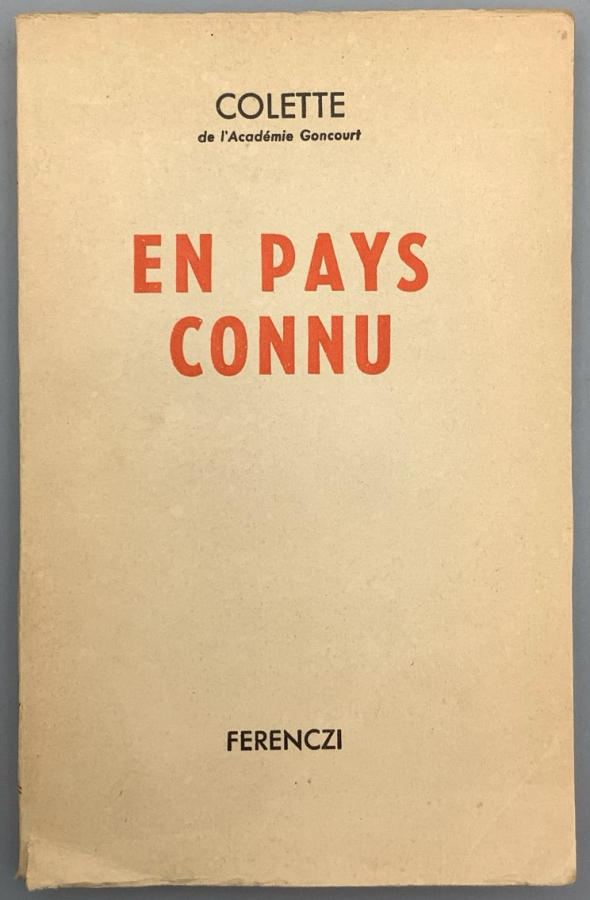 COLETTE
de l'Académie Goncourt
EN PAYS
CONNU
FERENCZI